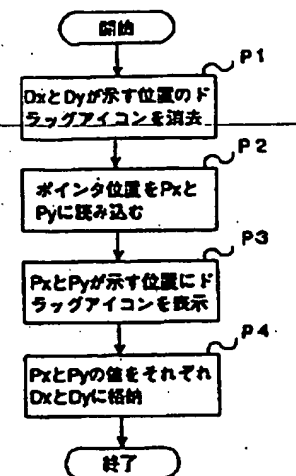 開始
P1
DxとDyが示す位置のド
ラッグアイコンを消去
P2
ポインタ位置をPxと
Pyに読み込む
P3
PxとPyが示す位置にド
ラッグアイコンを表示
P4
PxとPyの値をそれぞれ
DxとDyに格納
終了